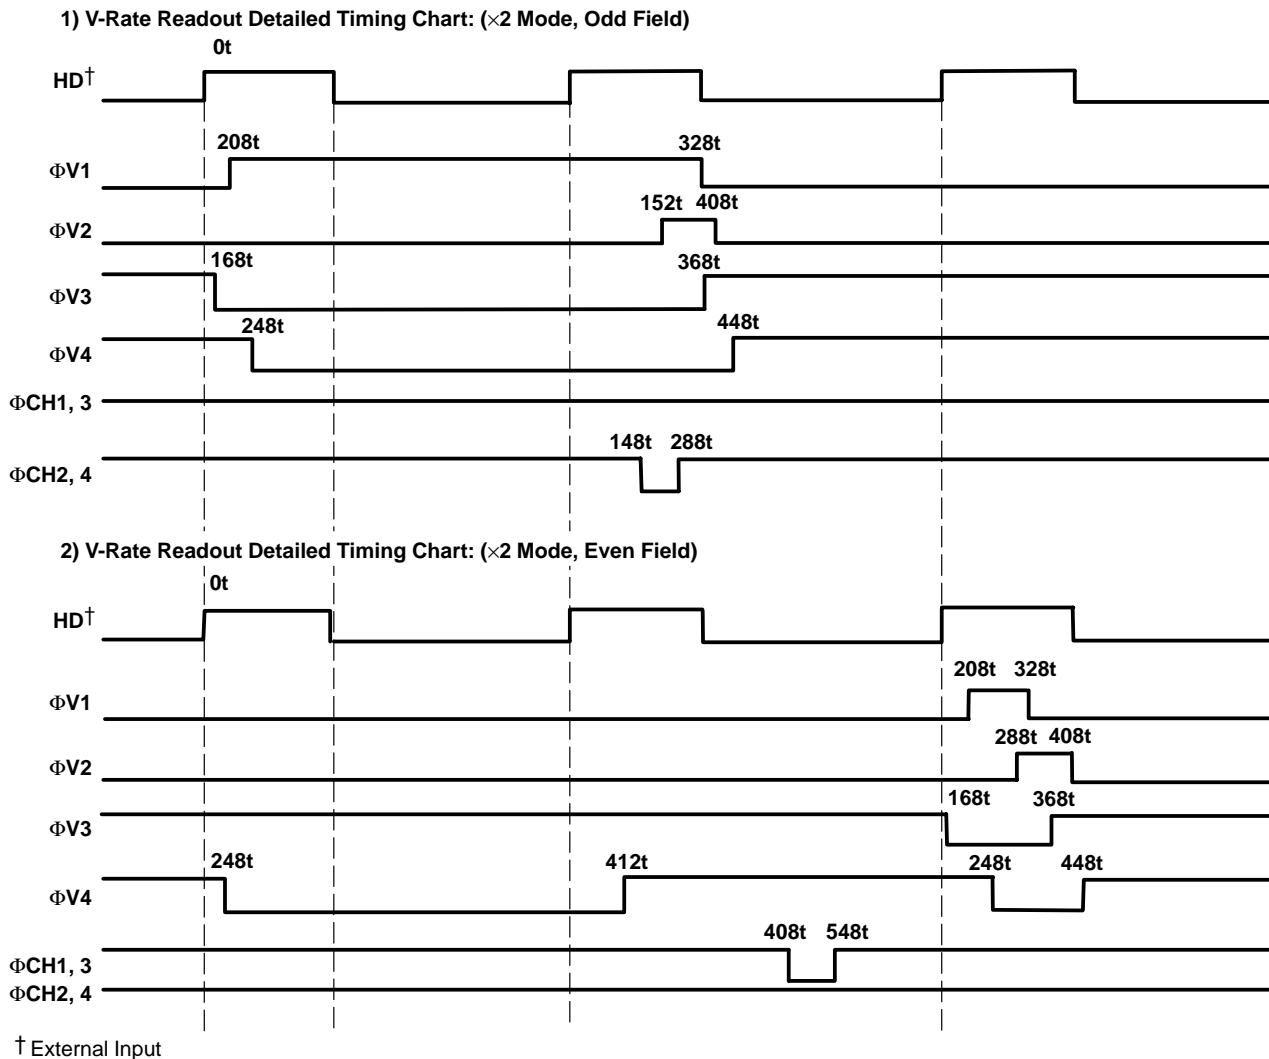 1) V-Rate Readout Detailed Timing Chart: (×2 Mode, Odd Field)
0t
HD†
208t 328t
ΦV1
152t 408t
ΦV2
168t 368t
ΦV3
248t 448t
ΦV4
ΦCH1, 3
148t 288t
ΦCH2, 4
2) V-Rate Readout Detailed Timing Chart: (×2 Mode, Even Field)
0t
HD†
208t 328t
ΦV1
288t 408t
ΦV2
168t 368t
ΦV3
248t 412t 248t 448t
ΦV4
408t 548t
ΦCH1, 3
ΦCH2, 4
† External Input